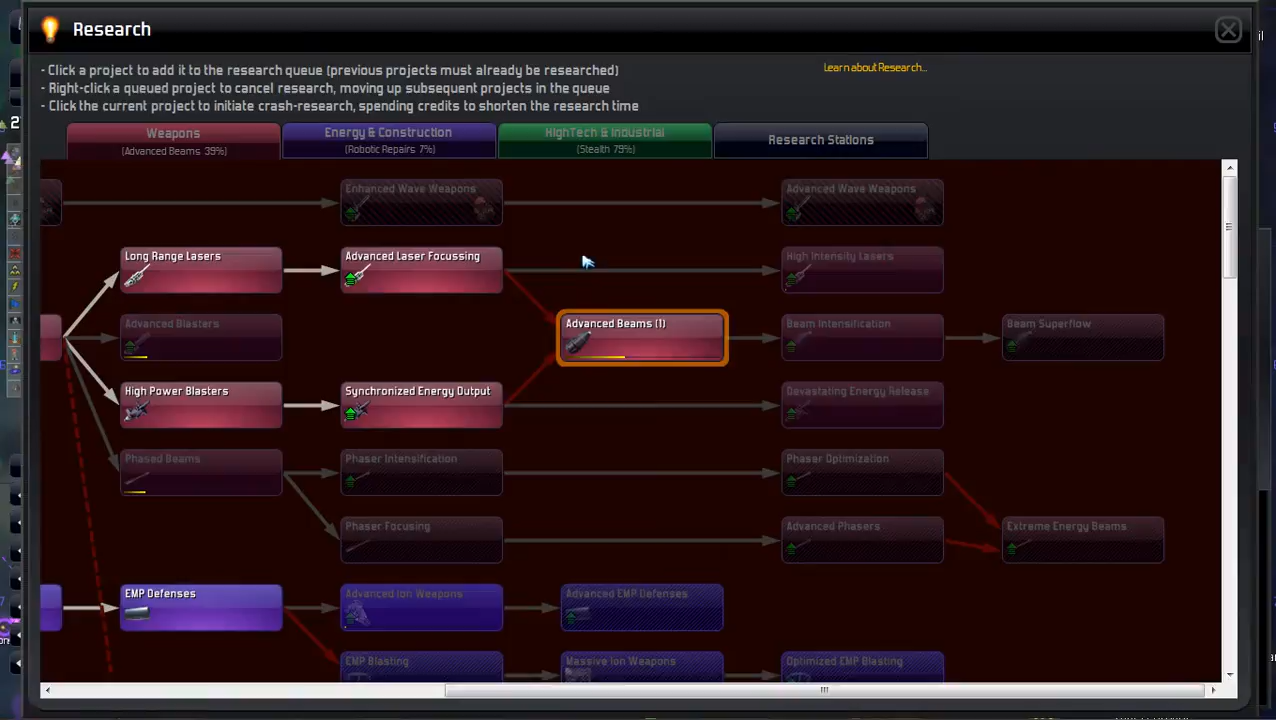 Research
- Click a project to add it to the research queue (previous projects must already be researched)
- Right-click a queued project to cancel research, moving up subsequent projects in the queue
- Click the current project to initiate crash-research, spending credits to shorten the research time
Learn about Research...
Weapons
(Advanced Beams 39%)
Energy & Construction
(Robotic Repairs 7%)
HighTech & Industrial
(Stealth 79%)
Research Stations
Enhanced Wave Weapons
Advanced Wave Weapons
Long Range Lasers
Advanced Laser Focussing
High Intensity Lasers
Advanced Blasters
Advanced Beams (1)
Beam Intensification
Beam Superflow
High Power Blasters
Synchronized Energy Output
Devastating Energy Release
Phased Beams
Phaser Intensification
Phaser Optimization
Phaser Focusing
Advanced Phasers
Extreme Energy Beams
EMP Defenses
Advanced Ion Weapons
Advanced EMP Defenses
EMP Blasting
Massive Ion Weapons
Optimized EMP Blasting